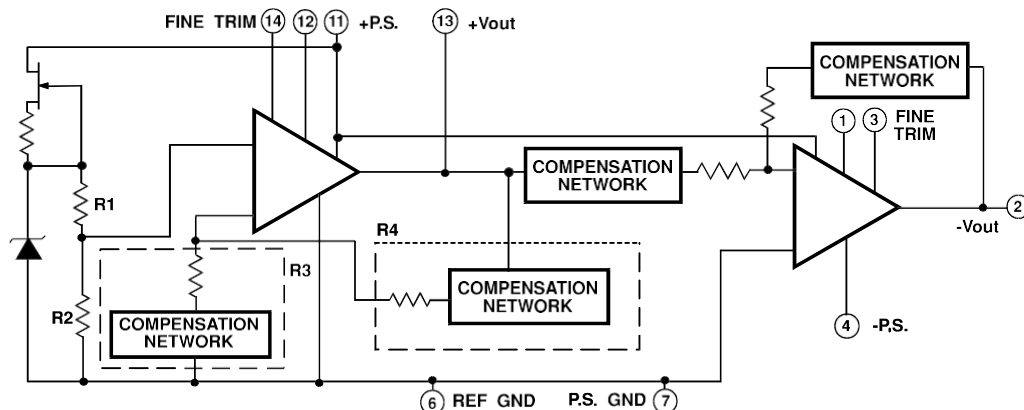 FINE TRIM 14 12 11 +P.S. 13 +Vout
COMPENSATION
NETWORK
1 3 FINE
TRIM
COMPENSATION
NETWORK
R1
R4
2
-Vout
R3
COMPENSATION
NETWORK
R2
COMPENSATION
NETWORK
4 -P.S.
6 REF GND P.S. GND 7